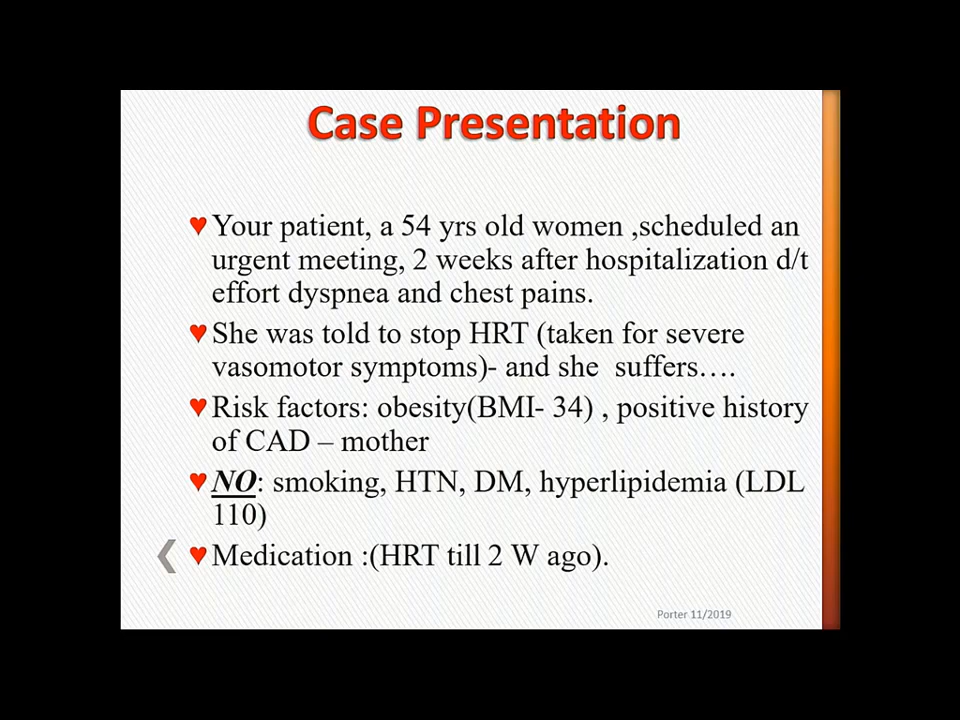 Case Presentation
♥Your patient, a 54 yrs old women ,scheduled an
urgent meeting, 2 weeks after hospitalization d/t
effort dyspnea and chest pains.
♥She was told to stop HRT (taken for severe
vasomotor symptoms)- and she  suffers….
♥Risk factors: obesity(BMI- 34) , positive history
of CAD – mother
♥NO: smoking, HTN, DM, hyperlipidemia (LDL
110)
♥Medication :(HRT till 2 W ago).
Porter 11/2019